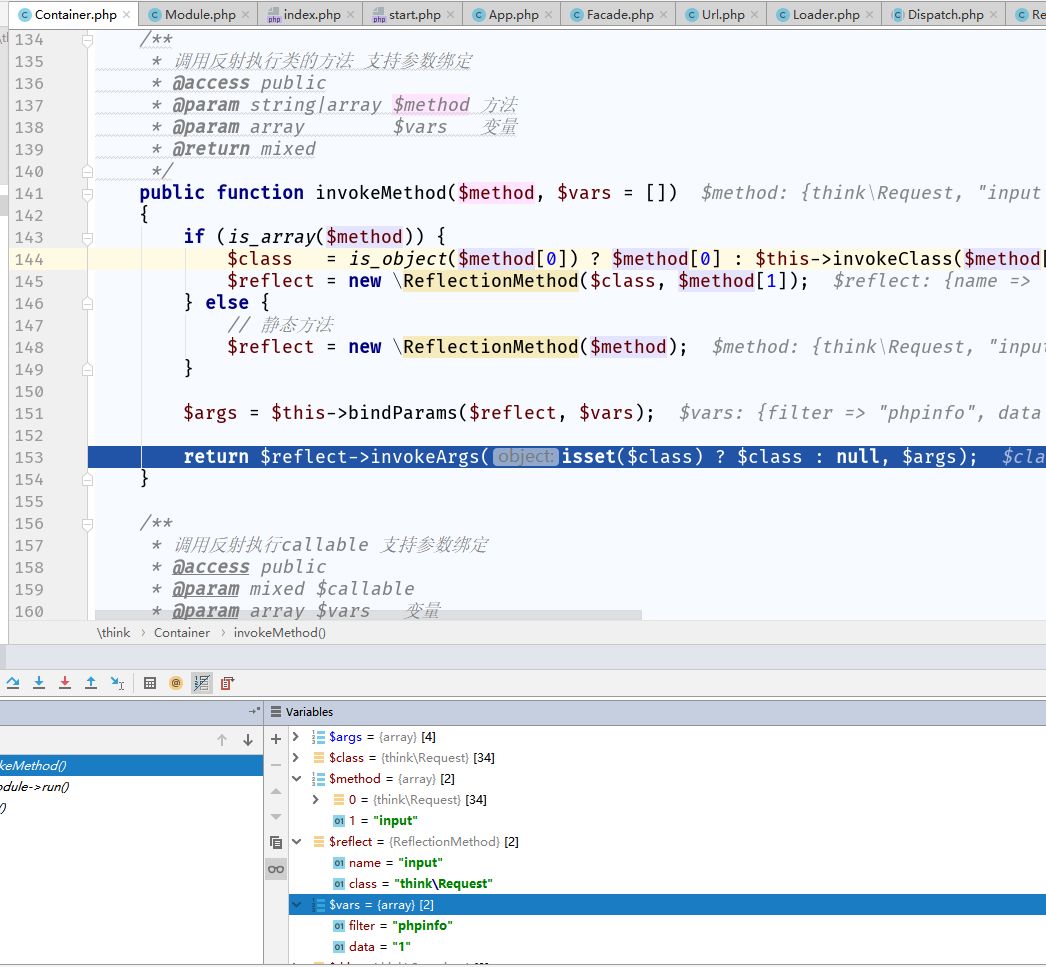 Container.php × Module.php × index.php × start.php × App.php × Facade.php × Url.php × Loader.php × Dispatch.php × Re
134 /**
135 * 调用反射执行类的方法 支持参数绑定
136 * @access public
137 * @param string|array $method 方法
138 * @param array $vars 变量
139 * @return mixed
140 */
141 public function invokeMethod($method, $vars = []) $method: {think\Request, "input
142 {
143 if (is_array($method)) {
144 $class = is_object($method[0]) ? $method[0] : $this->invokeClass($method[
145 $reflect = new \ReflectionMethod($class, $method[1]); $reflect: {name =>
146 } else {
147 // 静态方法
148 $reflect = new \ReflectionMethod($method); $method: {think\Request, "inpu
149 }
150
151 $args = $this->bindParams($reflect, $vars); $vars: {filter => "phpinfo", data
152
153 return $reflect->invokeArgs( object: isset($class) ? $class : null, $args); $cla
154 }
155
156 /**
157 * 调用反射执行callable 支持参数绑定
158 * @access public
159 * @param mixed $callable
160 * @param array $vars 变量
\think › Container › invokeMethod()
Variables
$args = {array} [4]
keMethod()
$class = {think\Request} [34]
odule->run()
$method = {array} [2]
()
0 = {think\Request} [34]
1 = "input"
$reflect = {ReflectionMethod} [2]
name = "input"
class = "think\Request"
$vars = {array} [2]
filter = "phpinfo"
data = "1"